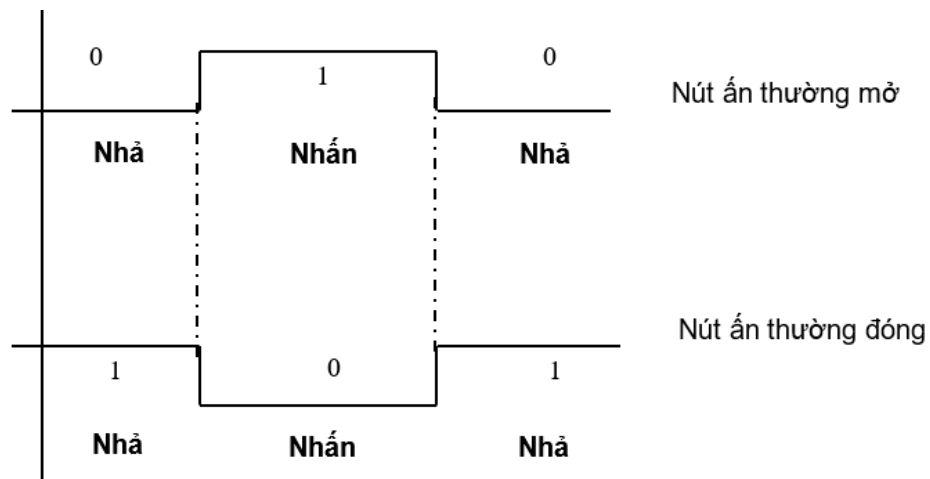 0 1 0
Nút ấn thường mở
Nhả Nhấn Nhả
Nút ấn thường đóng
1 0 1
Nhả Nhấn Nhả